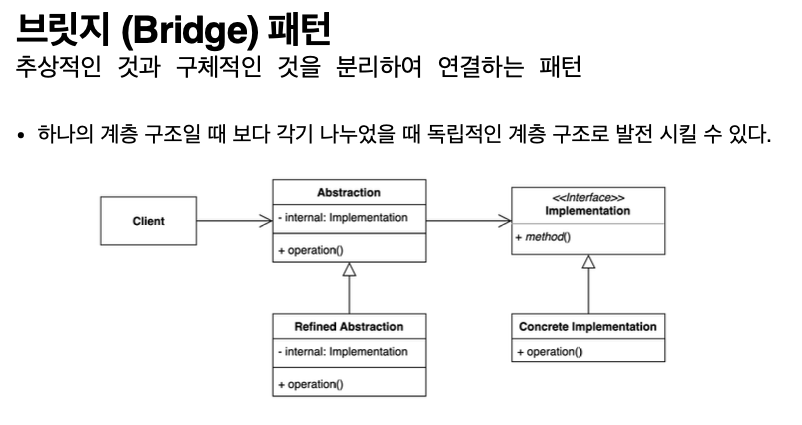 브릿지 (Bridge) 패턴
추상적인 것과 구체적인 것을 분리하여 연결하는 패턴
• 하나의 계층 구조일 때 보다 각기 나누었을 때 독립적인 계층 구조로 발전 시킬 수 있다.
Client
Abstraction
- internal: Implementation
+ operation()
<<Interface>>
Implementation
+ method()
Refined Abstraction
- internal: Implementation
+ operation()
Concrete Implementation
+ operation()